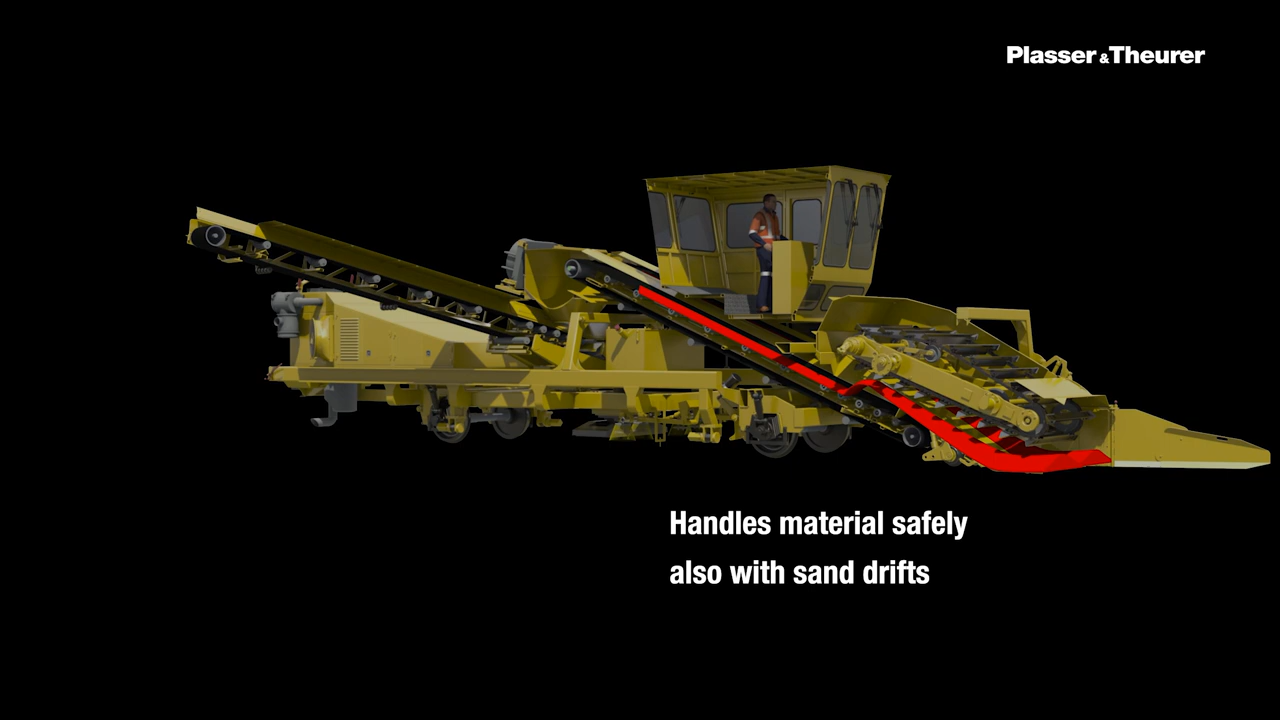 Plasser &Theurer
Handles material safely
also with sand drifts